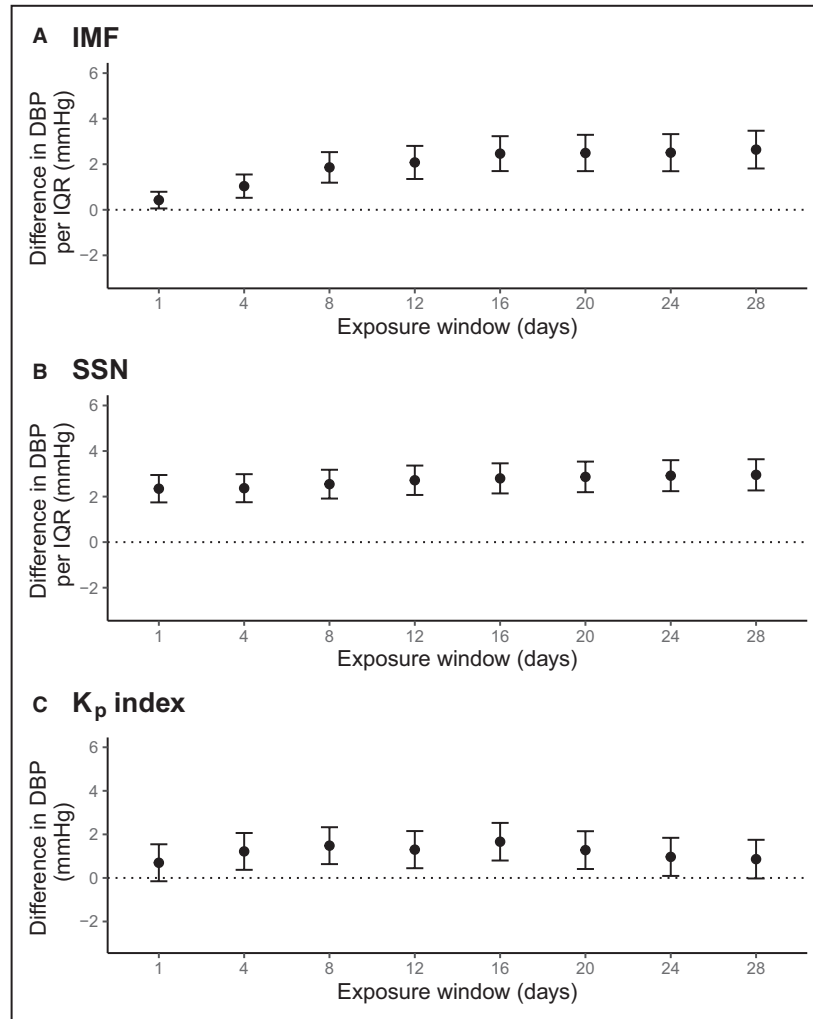 A IMF
Difference in DBP
per IQR (mmHg)
6
4
2
0
−2
1 4 8 12 16 20 24 28
Exposure window (days)
B SSN
Difference in DBP
per IQR (mmHg)
6
4
2
0
−2
1 4 8 12 16 20 24 28
Exposure window (days)
C Kp index
Difference in DBP
(mmHg)
6
4
2
0
−2
1 4 8 12 16 20 24 28
Exposure window (days)